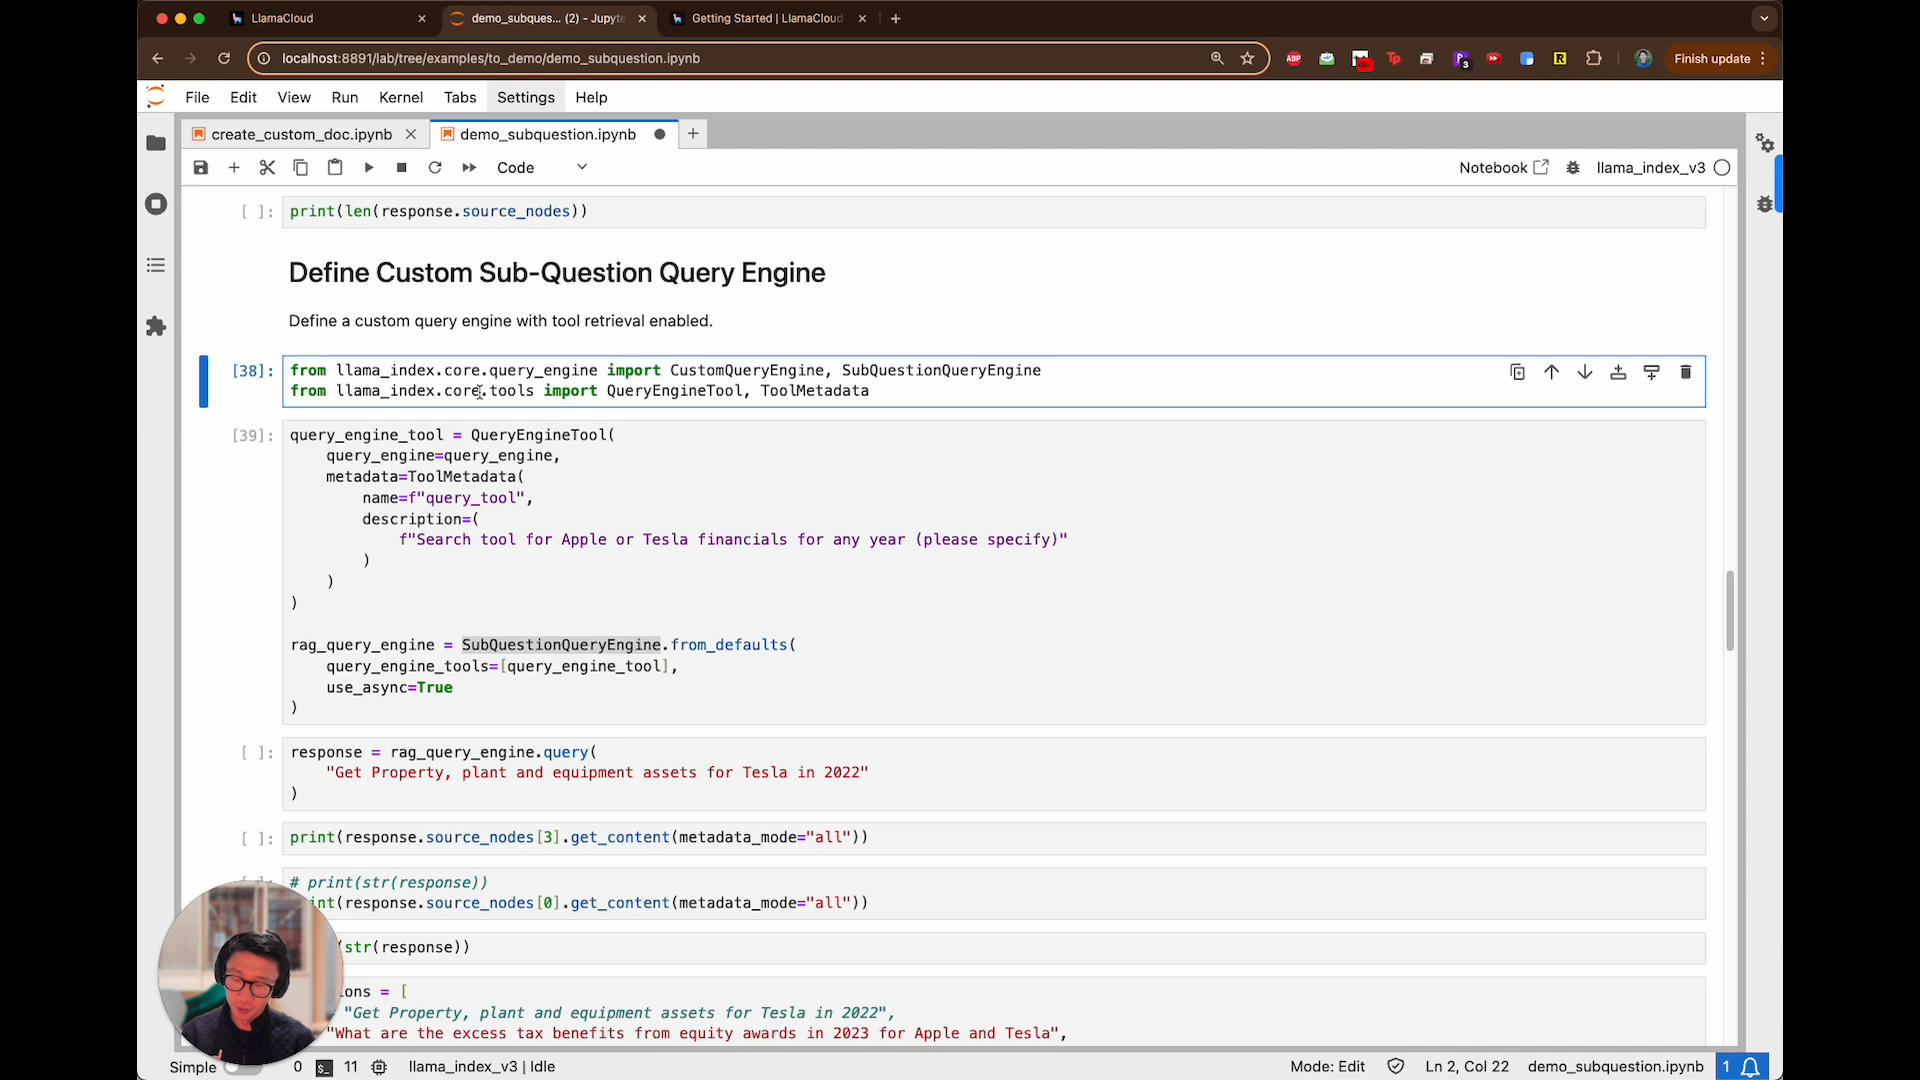 LlamaCloud
demo_subques... (2) - Jupyte
Getting Started | LlamaCloud
localhost:8891/lab/tree/examples/to_demo/demo_subquestion.ipynb
ABP
Tp
3
R
Finish update
File Edit View Run Kernel Tabs Settings Help
create_custom_doc.ipynb
demo_subquestion.ipynb
Code
Notebook
llama_index_v3
[ ]: print(len(response.source_nodes))
Define Custom Sub-Question Query Engine
Define a custom query engine with tool retrieval enabled.
[38]: from llama_index.core.query_engine import CustomQueryEngine, SubQuestionQueryEngine
from llama_index.core.tools import QueryEngineTool, ToolMetadata
[39]: query_engine_tool = QueryEngineTool(
query_engine=query_engine,
metadata=ToolMetadata(
name=f"query_tool",
description=(
f"Search tool for Apple or Tesla financials for any year (please specify)"
)
)
)
rag_query_engine = SubQuestionQueryEngine.from_defaults(
query_engine_tools=[query_engine_tool],
use_async=True
)
[ ]: response = rag_query_engine.query(
"Get Property, plant and equipment assets for Tesla in 2022"
)
[ ]: print(response.source_nodes[3].get_content(metadata_mode="all"))
[ ]: # print(str(response))
int(response.source_nodes[0].get_content(metadata_mode="all"))
(str(response))
ions = [
"Get Property, plant and equipment assets for Tesla in 2022",
"What are the excess tax benefits from equity awards in 2023 for Apple and Tesla",
Simple 0 11 llama_index_v3 | Idle
Mode: Edit Ln 2, Col 22 demo_subquestion.ipynb 1